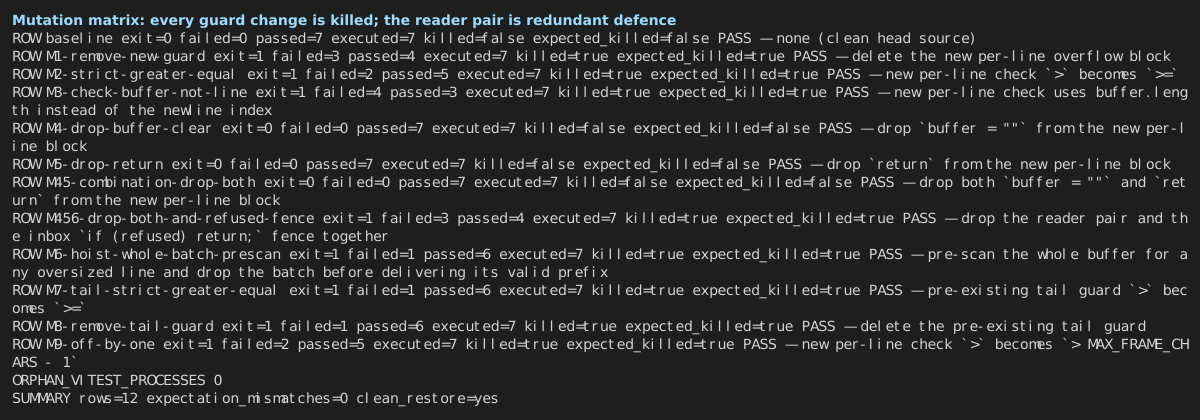 Mutation matrix: every guard change is killed; the reader pair is redundant defence
ROW baseline exit=0 failed=0 passed=7 executed=7 killed=false expected_killed=false PASS — none (clean head source)
ROW M1-remove-new-guard exit=1 failed=3 passed=4 executed=7 killed=true expected_killed=true PASS — delete the new per-line overflow block
ROW M2-strict-greater-equal exit=1 failed=2 passed=5 executed=7 killed=true expected_killed=true PASS — new per-line check `>` becomes `>=`
ROW M3-check-buffer-not-line exit=1 failed=4 passed=3 executed=7 killed=true expected_killed=true PASS — new per-line check uses buffer.leng
th instead of the newline index
ROW M4-drop-buffer-clear exit=0 failed=0 passed=7 executed=7 killed=false expected_killed=false PASS — drop `buffer = ""` from the new per-l
ine block
ROW M5-drop-return exit=0 failed=0 passed=7 executed=7 killed=false expected_killed=false PASS — drop `return` from the new per-line block
ROW M45-combination-drop-both exit=0 failed=0 passed=7 executed=7 killed=false expected_killed=false PASS — drop both `buffer = ""` and `ret
urn` from the new per-line block
ROW M456-drop-both-and-refused-fence exit=1 failed=3 passed=4 executed=7 killed=true expected_killed=true PASS — drop the reader pair and th
e inbox `if (refused) return;` fence together
ROW M6-hoist-whole-batch-prescan exit=1 failed=1 passed=6 executed=7 killed=true expected_killed=true PASS — pre-scan the whole buffer for a
ny oversized line and drop the batch before delivering its valid prefix
ROW M7-tail-strict-greater-equal exit=1 failed=1 passed=6 executed=7 killed=true expected_killed=true PASS — pre-existing tail guard `>` bec
omes `>=`
ROW M8-remove-tail-guard exit=1 failed=1 passed=6 executed=7 killed=true expected_killed=true PASS — delete the pre-existing tail guard
ROW M9-off-by-one exit=1 failed=2 passed=5 executed=7 killed=true expected_killed=true PASS — new per-line check `>` becomes `> MAX_FRAME_CH
ARS - 1`
ORPHAN_VITEST_PROCESSES 0
SUMMARY rows=12 expectation_mismatches=0 clean_restore=yes